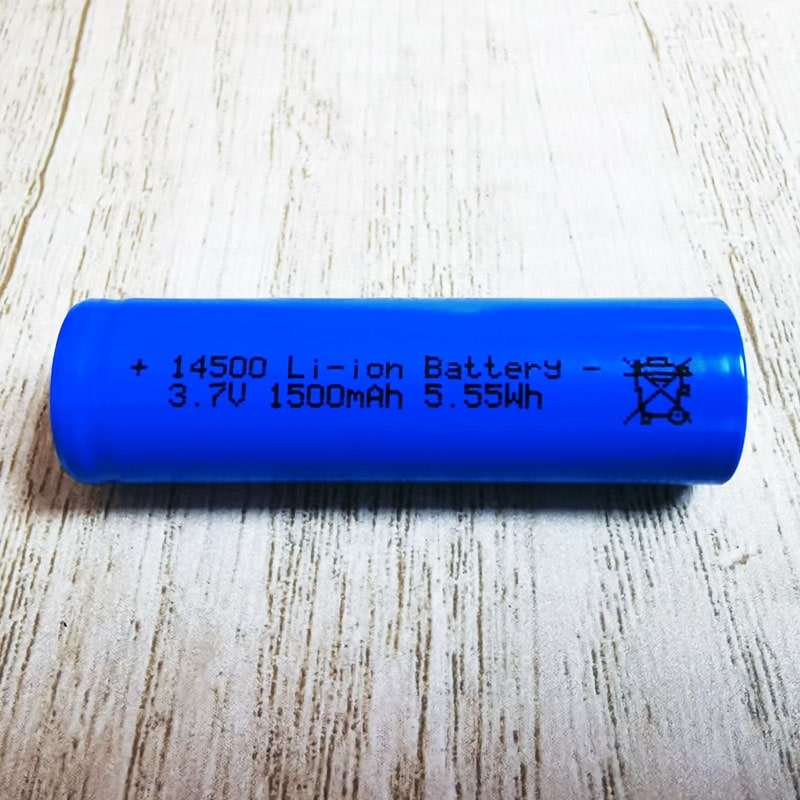 + 14500 Li-ion Battery -
3.7V 1500mAh 5.55Wh